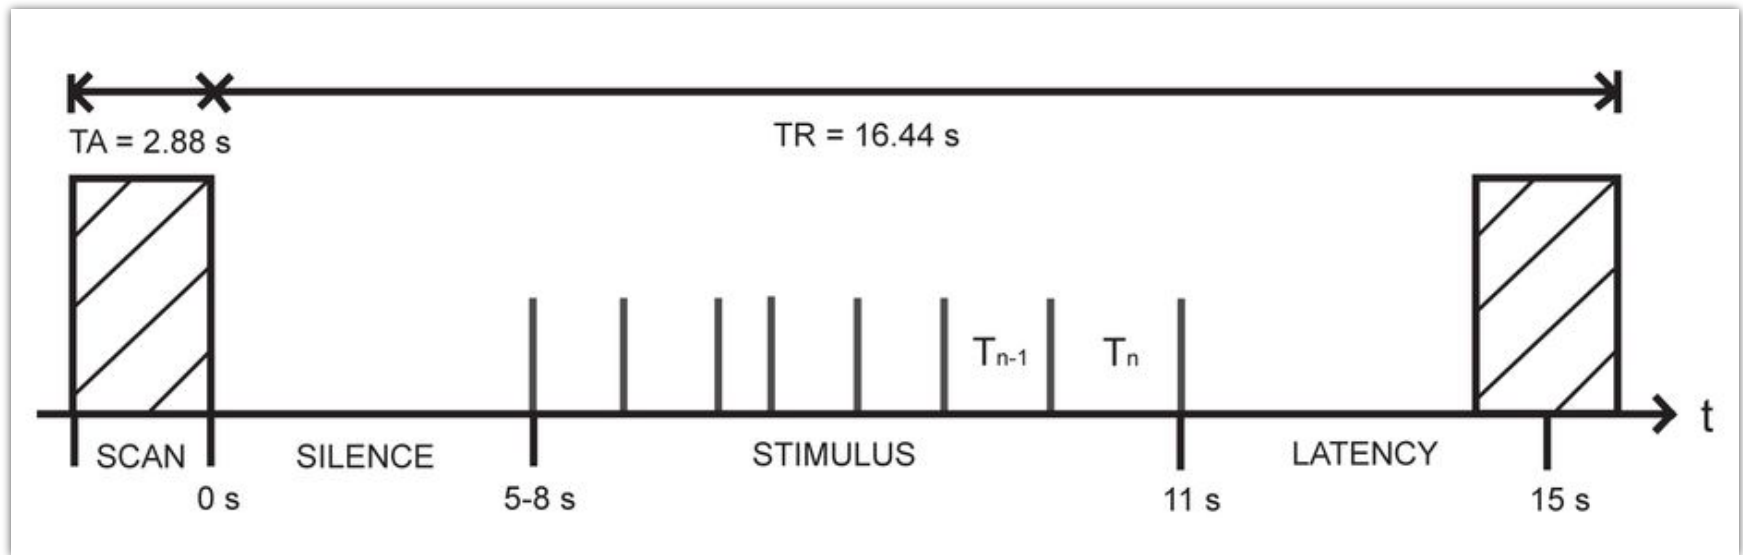 TA = 2.88 s
TR = 16.44 s
Tn-1
Tn
t
SCAN SILENCE STIMULUS LATENCY
0 s 5-8 s 11 s 15 s